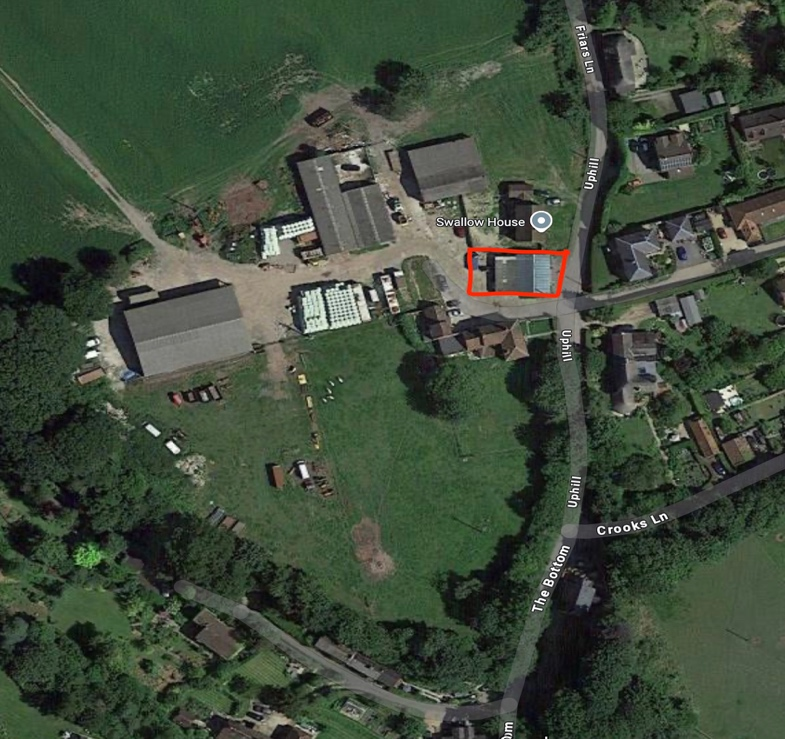 Friars Ln
Uphill
Swallow House
Uphill
Uphill
Crooks Ln
The Bottom